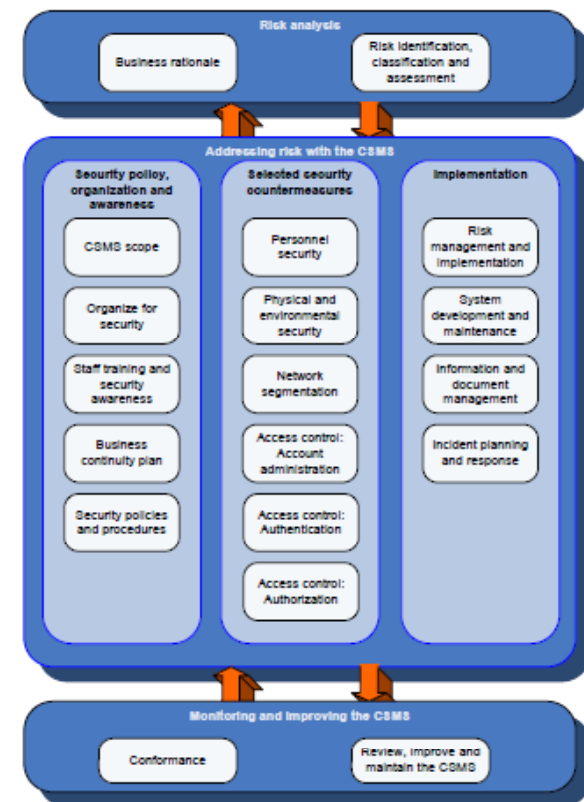 Risk analysis
Business rationale
Risk identification,
classification and
assessment
Addressing risk with the CSMS
Security policy,
organization and
awareness
CSMS scope
Organize for
security
Staff training and
security
awareness
Business
continuity plan
Security policies
and procedures
Selected security
countermeasures
Personnel
security
Physical and
environmental
security
Network
segmentation
Access control:
Account
administration
Access control:
Authentication
Access control:
Authorization
Implementation
Risk
management and
implementation
System
development and
maintenance
Information and
document
management
Incident planning
and response
Monitoring and improving the CSMS
Conformance
Review, improve and
maintain the CSMS